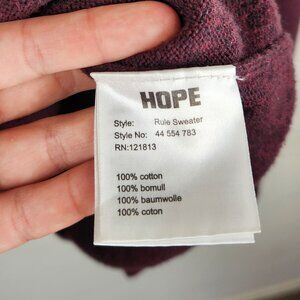 HOPE
Style: Rule Sweater
Style No: 44 554 783
RN:121813
100% cotton
100% bomull
100% baumwolle
100% coton